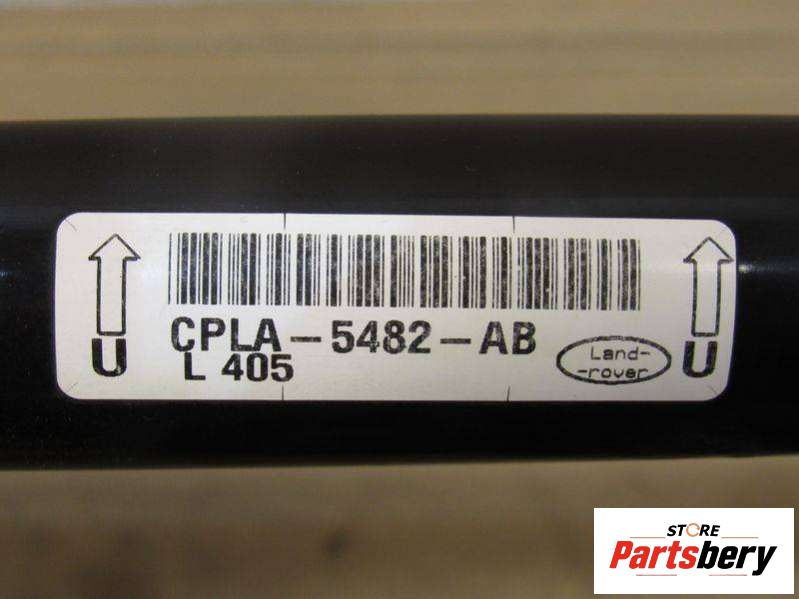 CPLA-5482-AB
L 405
Land-
-rover
U
U
STORE
Partsbery